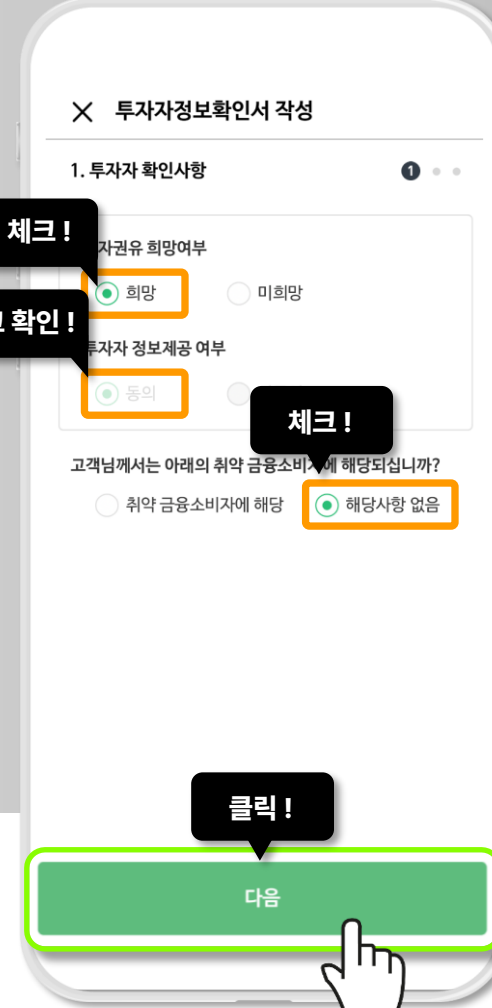 투자자정보확인서 작성
1. 투자자 확인사항
1
체크 !
자권유 희망여부
희망
미희망
확인 !
투자자 정보제공 여부
동의
체크 !
고객님께서는 아래의 취약 금융소비자에 해당되십니까?
취약 금융소비자에 해당
해당사항 없음
클릭 !
다음